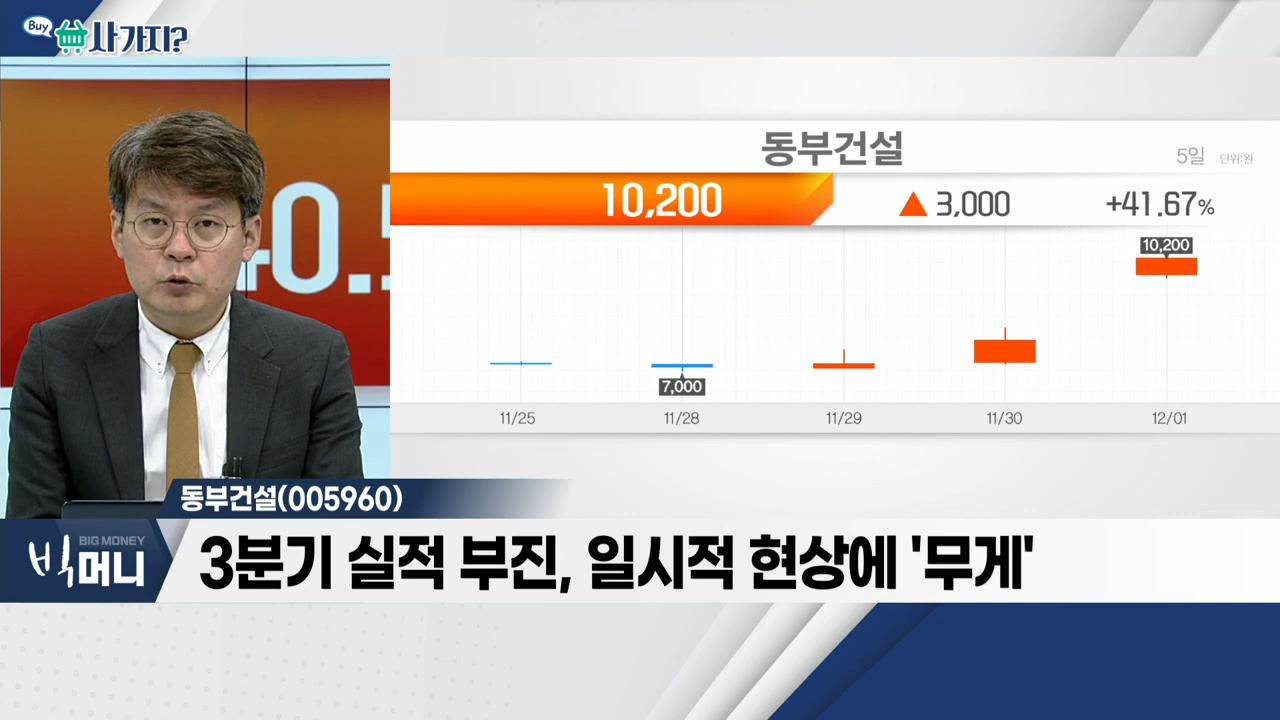 Buy
사가지?
40.5
동부건설
5일 단위:원
10,200 ▲ 3,000 +41.67%
10,200
7,000
11/25 11/28 11/29 11/30 12/01
동부건설(005960)
BIG MONEY
빅머니
3분기 실적 부진, 일시적 현상에 '무게'